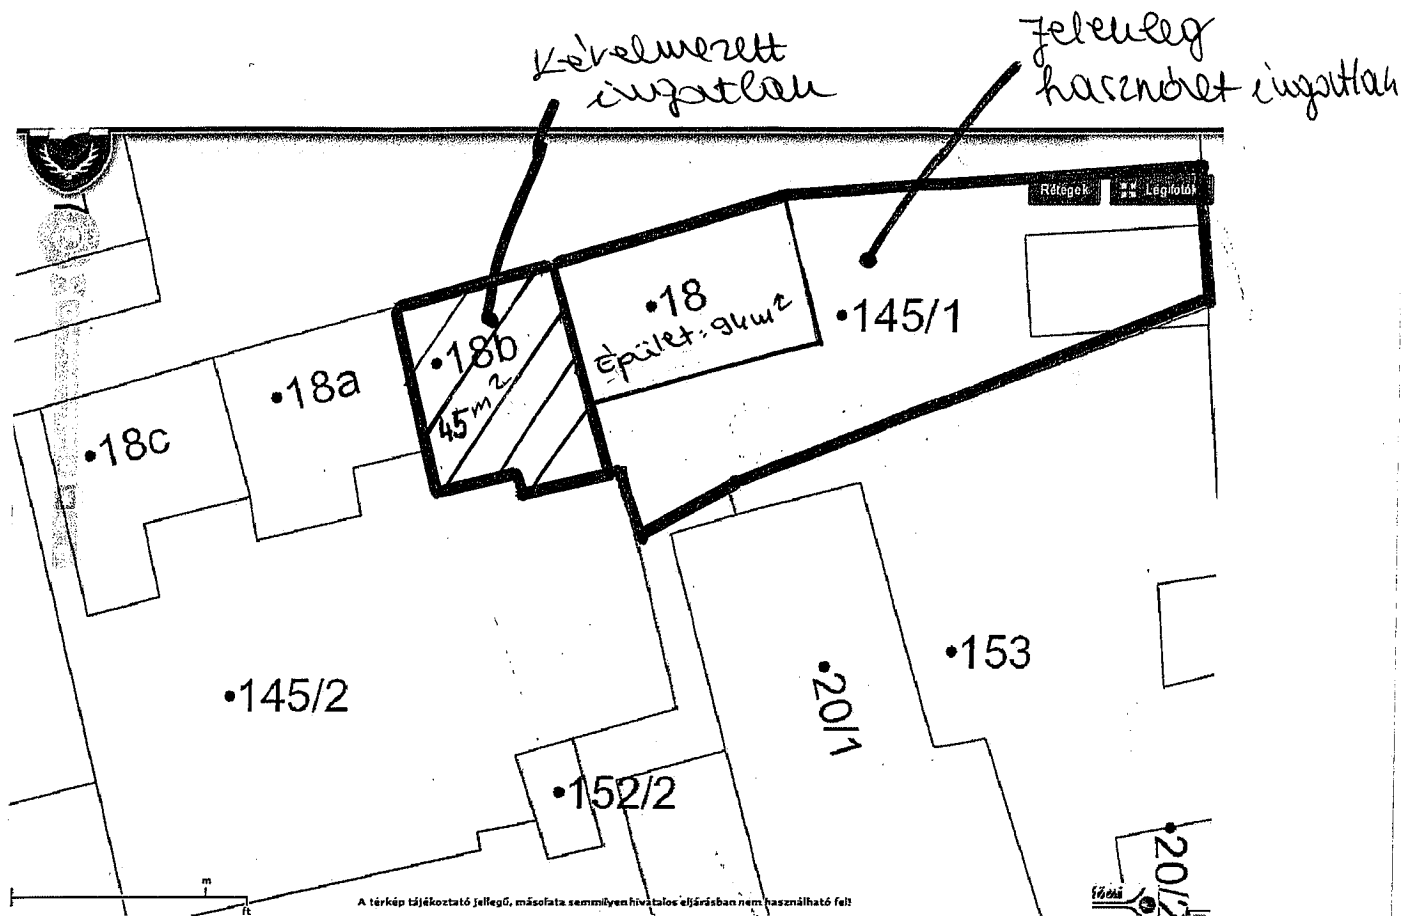 Kérelmezett
ingatlan
Jelenleg
használt ingatlan
Rétegek
Légifotók
18
Épület: 94m²
145/1
18b
45m²
18a
18c
145/2
153
20/1
152/2
20/2
m
ft
A térkép tájékoztató jellegű, másolata semmilyen hivatalos eljárásban nem használható fel!